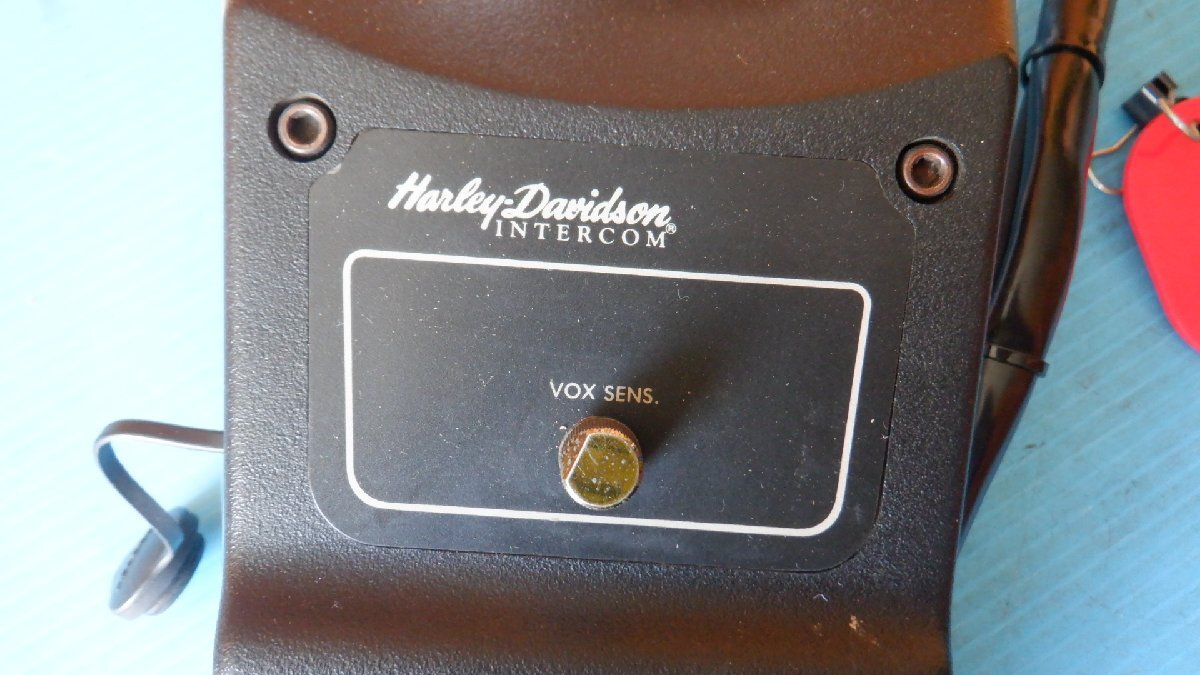 Harley-Davidson
INTERCOM®
VOX SENS.